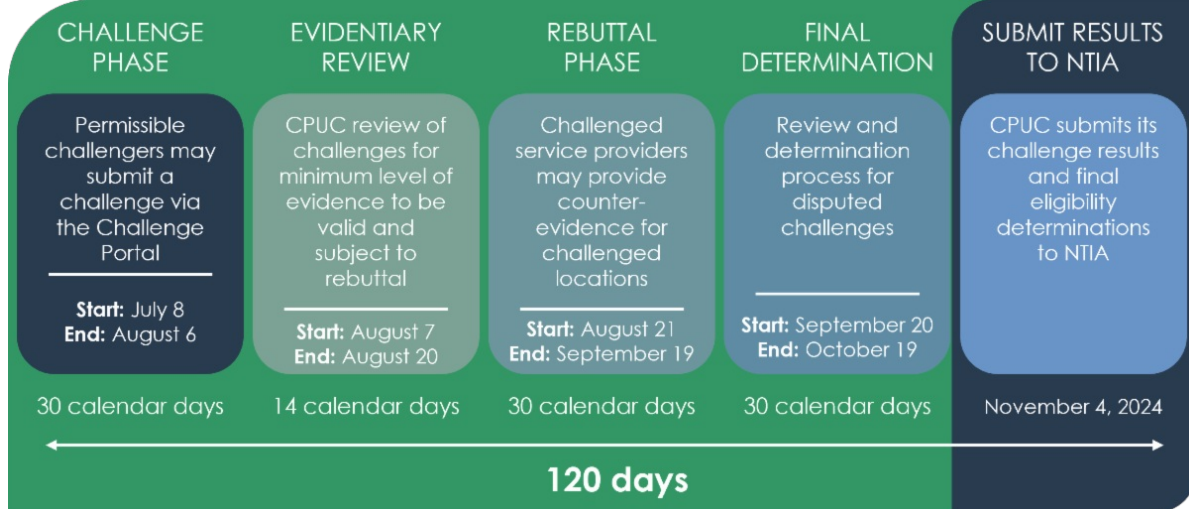 CHALLENGE
PHASE
Permissible
challengers may
submit a
challenge via
the Challenge
Portal
Start: July 8
End: August 6
30 calendar days
EVIDENTIARY
REVIEW
CPUC review of
challenges for
minimum level of
evidence to be
valid and
subject to
rebuttal
Start: August 7
End: August 20
14 calendar days
REBUTTAL
PHASE
Challenged
service providers
may provide
counter-
evidence for
challenged
locations
Start: August 21
End: September 19
30 calendar days
FINAL
DETERMINATION
Review and
determination
process for
disputed
challenges
Start: September 20
End: October 19
30 calendar days
SUBMIT RESULTS
TO NTIA
CPUC submits its
challenge results
and final
eligibility
determinations
to NTIA
November 4, 2024
120 days